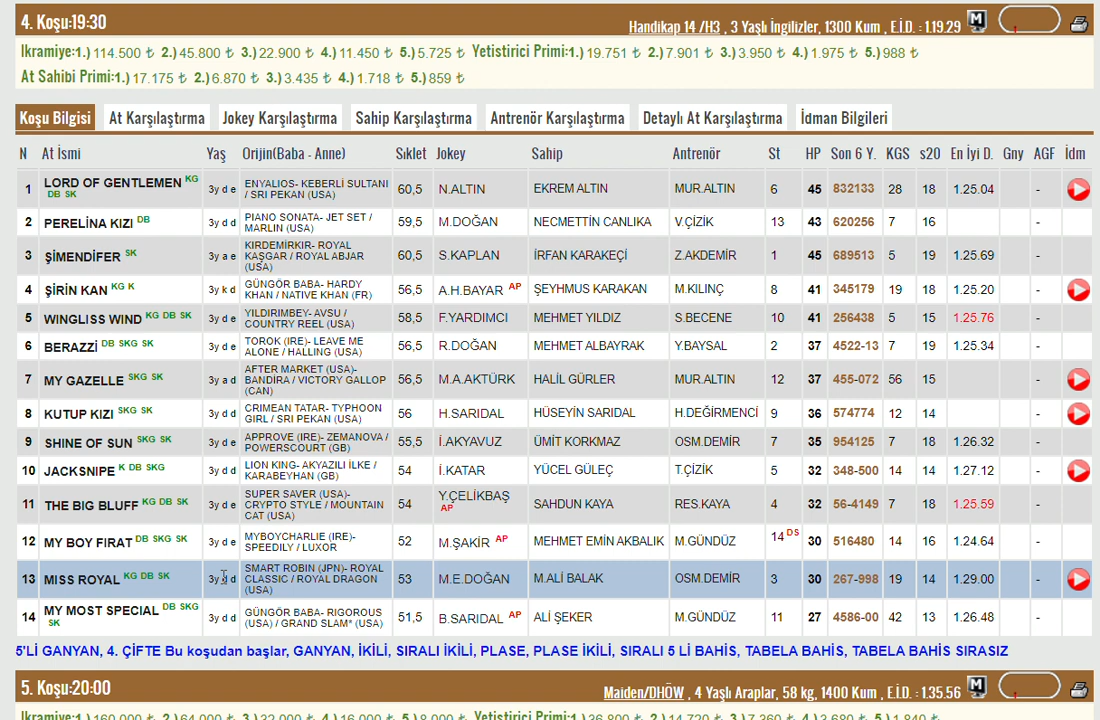 4. Koşu:19:30
Handikap 14 /H3 , 3 Yaşlı İngilizler, 1300 Kum , E.İ.D. : 1.19.29
İkramiye:1.) 114.500 ₺ 2.) 45.800 ₺ 3.) 22.900 ₺ 4.) 11.450 ₺ 5.) 5.725 ₺ Yetistirici Primi:1.) 19.751 ₺ 2.) 7.901 ₺ 3.) 3.950 ₺ 4.) 1.975 ₺ 5.) 988 ₺
At Sahibi Primi:1.) 17.175 ₺ 2.) 6.870 ₺ 3.) 3.435 ₺ 4.) 1.718 ₺ 5.) 859 ₺
Koşu Bilgisi At Karşılaştırma Jokey Karşılaştırma Sahip Karşılaştırma Antrenör Karşılaştırma Detaylı At Karşılaştırma İdman Bilgileri
N At İsmi Yaş Orijin(Baba - Anne) Sıklet Jokey Sahip Antrenör St HP Son 6 Y. KGS s20 En İyi D. Gny AGF İdm
1 LORD OF GENTLEMEN KG DB SK 3y d e ENYALIOS- KEBERLİ SULTANI / SRI PEKAN (USA) 60,5 N.ALTIN EKREM ALTIN MUR.ALTIN 6 45 832133 28 18 1.25.04 -
2 PERELİNA KIZI DB 3y d d PIANO SONATA- JET SET / MARLIN (USA) 59,5 M.DOĞAN NECMETTİN CANLIKA V.ÇİZİK 13 43 620256 7 16 -
3 ŞİMENDİFER SK 3y a e KIRDEMİRKIR- ROYAL KAŞGAR / ROYAL ABJAR (USA) 60,5 S.KAPLAN İRFAN KARAKEÇİ Z.AKDEMİR 1 45 689513 5 19 1.25.69 -
4 ŞİRİN KAN KG K 3y k d GÜNGÖR BABA- HARDY KHAN / NATIVE KHAN (FR) 56,5 A.H.BAYAR AP ŞEYHMUS KARAKAN M.KILINÇ 8 41 345179 19 18 1.25.20 -
5 WINGLISS WIND KG DB SK 3y d e YILDIRIMBEY- AVSU / COUNTRY REEL (USA) 58,5 F.YARDIMCI MEHMET YILDIZ S.BECENE 10 41 256438 5 15 1.25.76 -
6 BERAZZİ DB SKG SK 3y d e TOROK (IRE)- LEAVE ME ALONE / HALLING (USA) 56,5 R.DOĞAN MEHMET ALBAYRAK Y.BAYSAL 2 37 4522-13 7 19 1.25.34 -
7 MY GAZELLE SKG SK 3y a d AFTER MARKET (USA)- BANDİRA / VICTORY GALLOP (CAN) 56,5 M.A.AKTÜRK HALİL GÜRLER MUR.ALTIN 12 37 455-072 56 15 -
8 KUTUP KIZI SKG SK 3y d d CRIMEAN TATAR- TYPHOON GIRL / SRI PEKAN (USA) 56 H.SARIDAL HÜSEYİN SARIDAL H.DEĞİRMENCİ 9 36 574774 12 14 -
9 SHINE OF SUN SKG SK 3y d e APPROVE (IRE)- ZEMANOVA / POWERSCOURT (GB) 55,5 İ.AKYAVUZ ÜMİT KORKMAZ OSM.DEMİR 7 35 954125 7 18 1.26.32 -
10 JACKSNIPE K DB SKG 3y d d LION KING- AKYAZILI İLKE / KARABEYHAN (GB) 54 İ.KATAR YÜCEL GÜLEÇ T.ÇİZİK 5 32 348-500 14 14 1.27.12 -
11 THE BIG BLUFF KG DB SK 3y d e SUPER SAVER (USA)- CRYPTO STYLE / MOUNTAIN CAT (USA) 54 Y.ÇELİKBAŞ AP SAHDUN KAYA RES.KAYA 4 32 56-4149 7 18 1.25.59 -
12 MY BOY FIRAT DB SKG SK 3y d e MYBOYCHARLIE (IRE)- SPEEDILY / LUXOR 52 M.ŞAKİR AP MEHMET EMİN AKBALIK M.GÜNDÜZ 14 DS 30 516480 14 16 1.24.64 -
13 MISS ROYAL KG DB SK 3y d SMART ROBIN (JPN)- ROYAL CLASSIC / ROYAL DRAGON (USA) 53 M.E.DOĞAN M.ALİ BALAK OSM.DEMİR 3 30 267-998 19 14 1.29.00 -
14 MY MOST SPECIAL DB SKG SK 3y d d GÜNGÖR BABA- RIGOROUS (USA) / GRAND SLAM* (USA) 51,5 B.SARIDAL AP ALİ ŞEKER M.GÜNDÜZ 11 27 4586-00 42 13 1.26.48 -
5'Lİ GANYAN, 4. ÇİFTE Bu koşudan başlar, GANYAN, İKİLİ, SIRALI İKİLİ, PLASE, PLASE İKİLİ, SIRALI 5 Lİ BAHİS, TABELA BAHİS, TABELA BAHİS SIRASIZ
5. Koşu:20:00
Maiden/DHÖW , 4 Yaşlı Araplar, 58 kg, 1400 Kum , E.İ.D. : 1.35.56
İkramiye:1.) 160.000 ₺ 2.) 64.000 ₺ 3.) 32.000 ₺ 4.) 16.000 ₺ 5.) 8.000 ₺ Yetistirici Primi:1.) 36.800 ₺ 2.) 14.720 ₺ 3.) 7.360 ₺ 4.) 3.680 ₺ 5.) 1.840 ₺